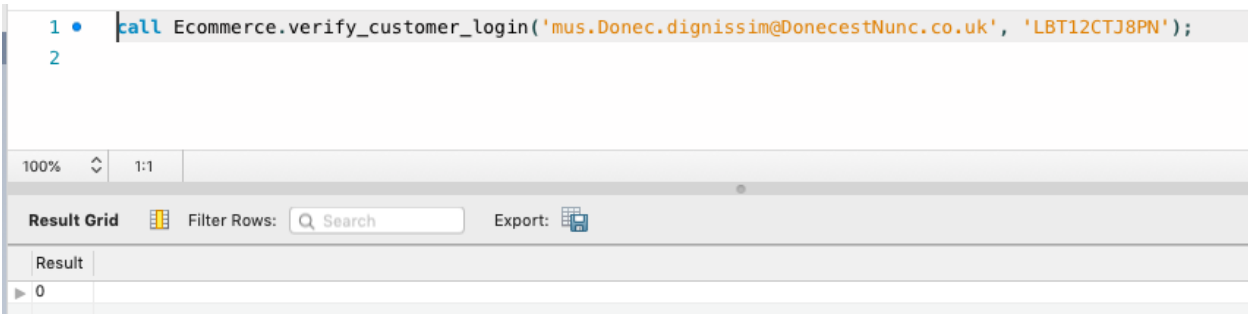 1 call Ecommerce.verify_customer_login('mus.Donec.dignissim@DonecestNunc.co.uk', 'LBT12CTJ8PN');
2
100% 1:1
Result Grid Filter Rows: Search Export:
Result
0